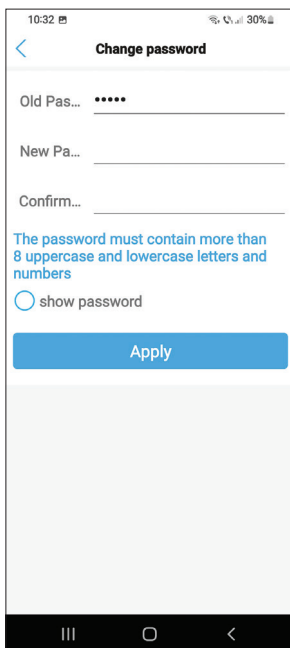 10:32 30%
Change password
Old Pas... •••••
New Pa...
Confirm...
The password must contain more than
8 uppercase and lowercase letters and
numbers
show password
Apply